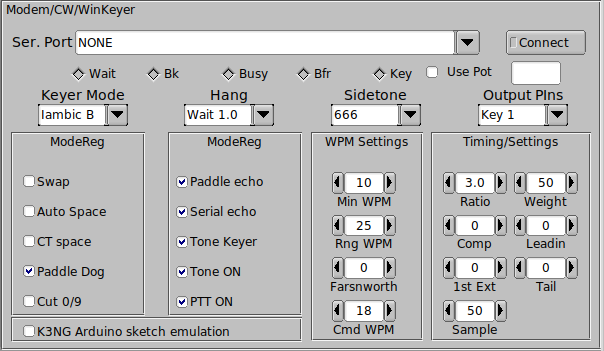 Modem/CW/WinKeyer
Ser. Port NONE Connect
Wait Bk Busy Bfr Key Use Pot
Keyer Mode Hang Sidetone Output PIns
Iambic B Wait 1.0 666 Key 1
ModeReg ModeReg WPM Settings Timing/Settings
Swap Paddle echo 10 3.0 50
Min WPM Ratio Weight
Auto Space Serial echo 25 0 0
Rng WPM Comp Leadin
CT space Tone Keyer
Paddle Dog Tone ON 0 0 0
Farsnworth 1st Ext Tail
Cut 0/9 PTT ON 18 50
Cmd WPM Sample
K3NG Arduino sketch emulation